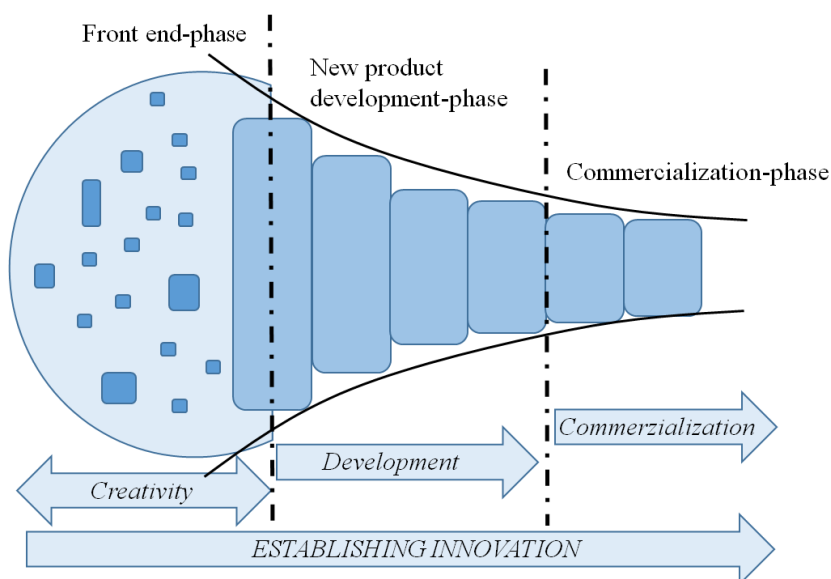 Front end-phase
New product
development-phase
Commercialization-phase
Commerzialization
Development
Creativity
ESTABLISHING INNOVATION